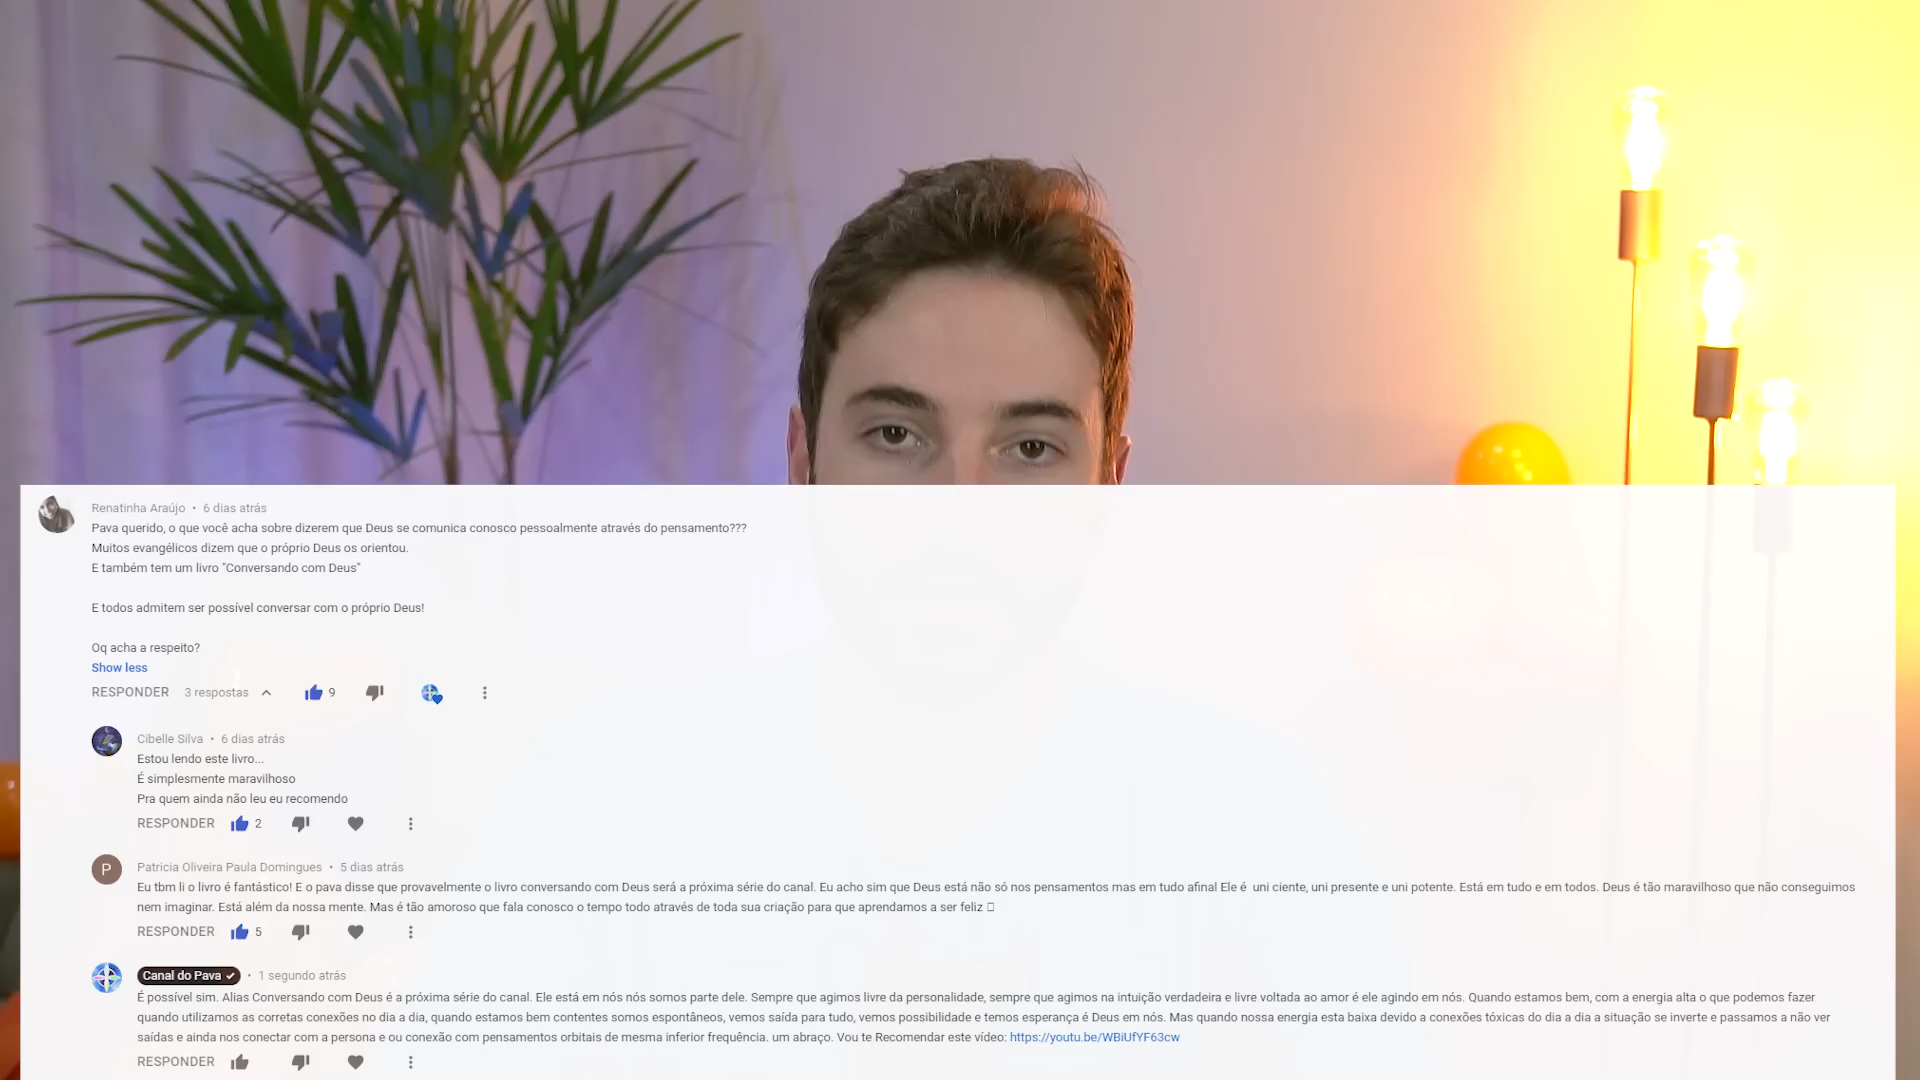 Renatinha Araújo • 6 dias atrás
Pava querido, o que você acha sobre dizerem que Deus se comunica conosco pessoalmente através do pensamento???
Muitos evangélicos dizem que o próprio Deus os orientou.
E também tem um livro "Conversando com Deus"
E todos admitem ser possível conversar com o próprio Deus!
Oq acha a respeito?
Show less
RESPONDER 3 respostas 9
Cibelle Silva • 6 dias atrás
Estou lendo este livro...
É simplesmente maravilhoso
Pra quem ainda não leu eu recomendo
RESPONDER 2
P
Patricia Oliveira Paula Domingues • 5 dias atrás
Eu tbm li o livro é fantástico! E o pava disse que provavelmente o livro conversando com Deus será a próxima série do canal. Eu acho sim que Deus está não só nos pensamentos mas em tudo afinal Ele é  uni ciente, uni presente e uni potente. Está em tudo e em todos. Deus é tão maravilhoso que não conseguimos
nem imaginar. Está além da nossa mente. Mas é tão amoroso que fala conosco o tempo todo através de toda sua criação para que aprendamos a ser feliz
RESPONDER 5
Canal do Pava • 1 segundo atrás
É possível sim. Alias Conversando com Deus é a próxima série do canal. Ele está em nós nós somos parte dele. Sempre que agimos livre da personalidade, sempre que agimos na intuição verdadeira e livre voltada ao amor é ele agindo em nós. Quando estamos bem, com a energia alta o que podemos fazer
quando utilizamos as corretas conexões no dia a dia, quando estamos bem contentes somos espontâneos, vemos saída para tudo, vemos possibilidade e temos esperança é Deus em nós. Mas quando nossa energia esta baixa devido a conexões tóxicas do dia a dia a situação se inverte e passamos a não ver
saídas e ainda nos conectar com a persona e ou conexão com pensamentos orbitais de mesma inferior frequência. um abraço. Vou te Recomendar este vídeo: https://youtu.be/WBiUfYF63cw
RESPONDER